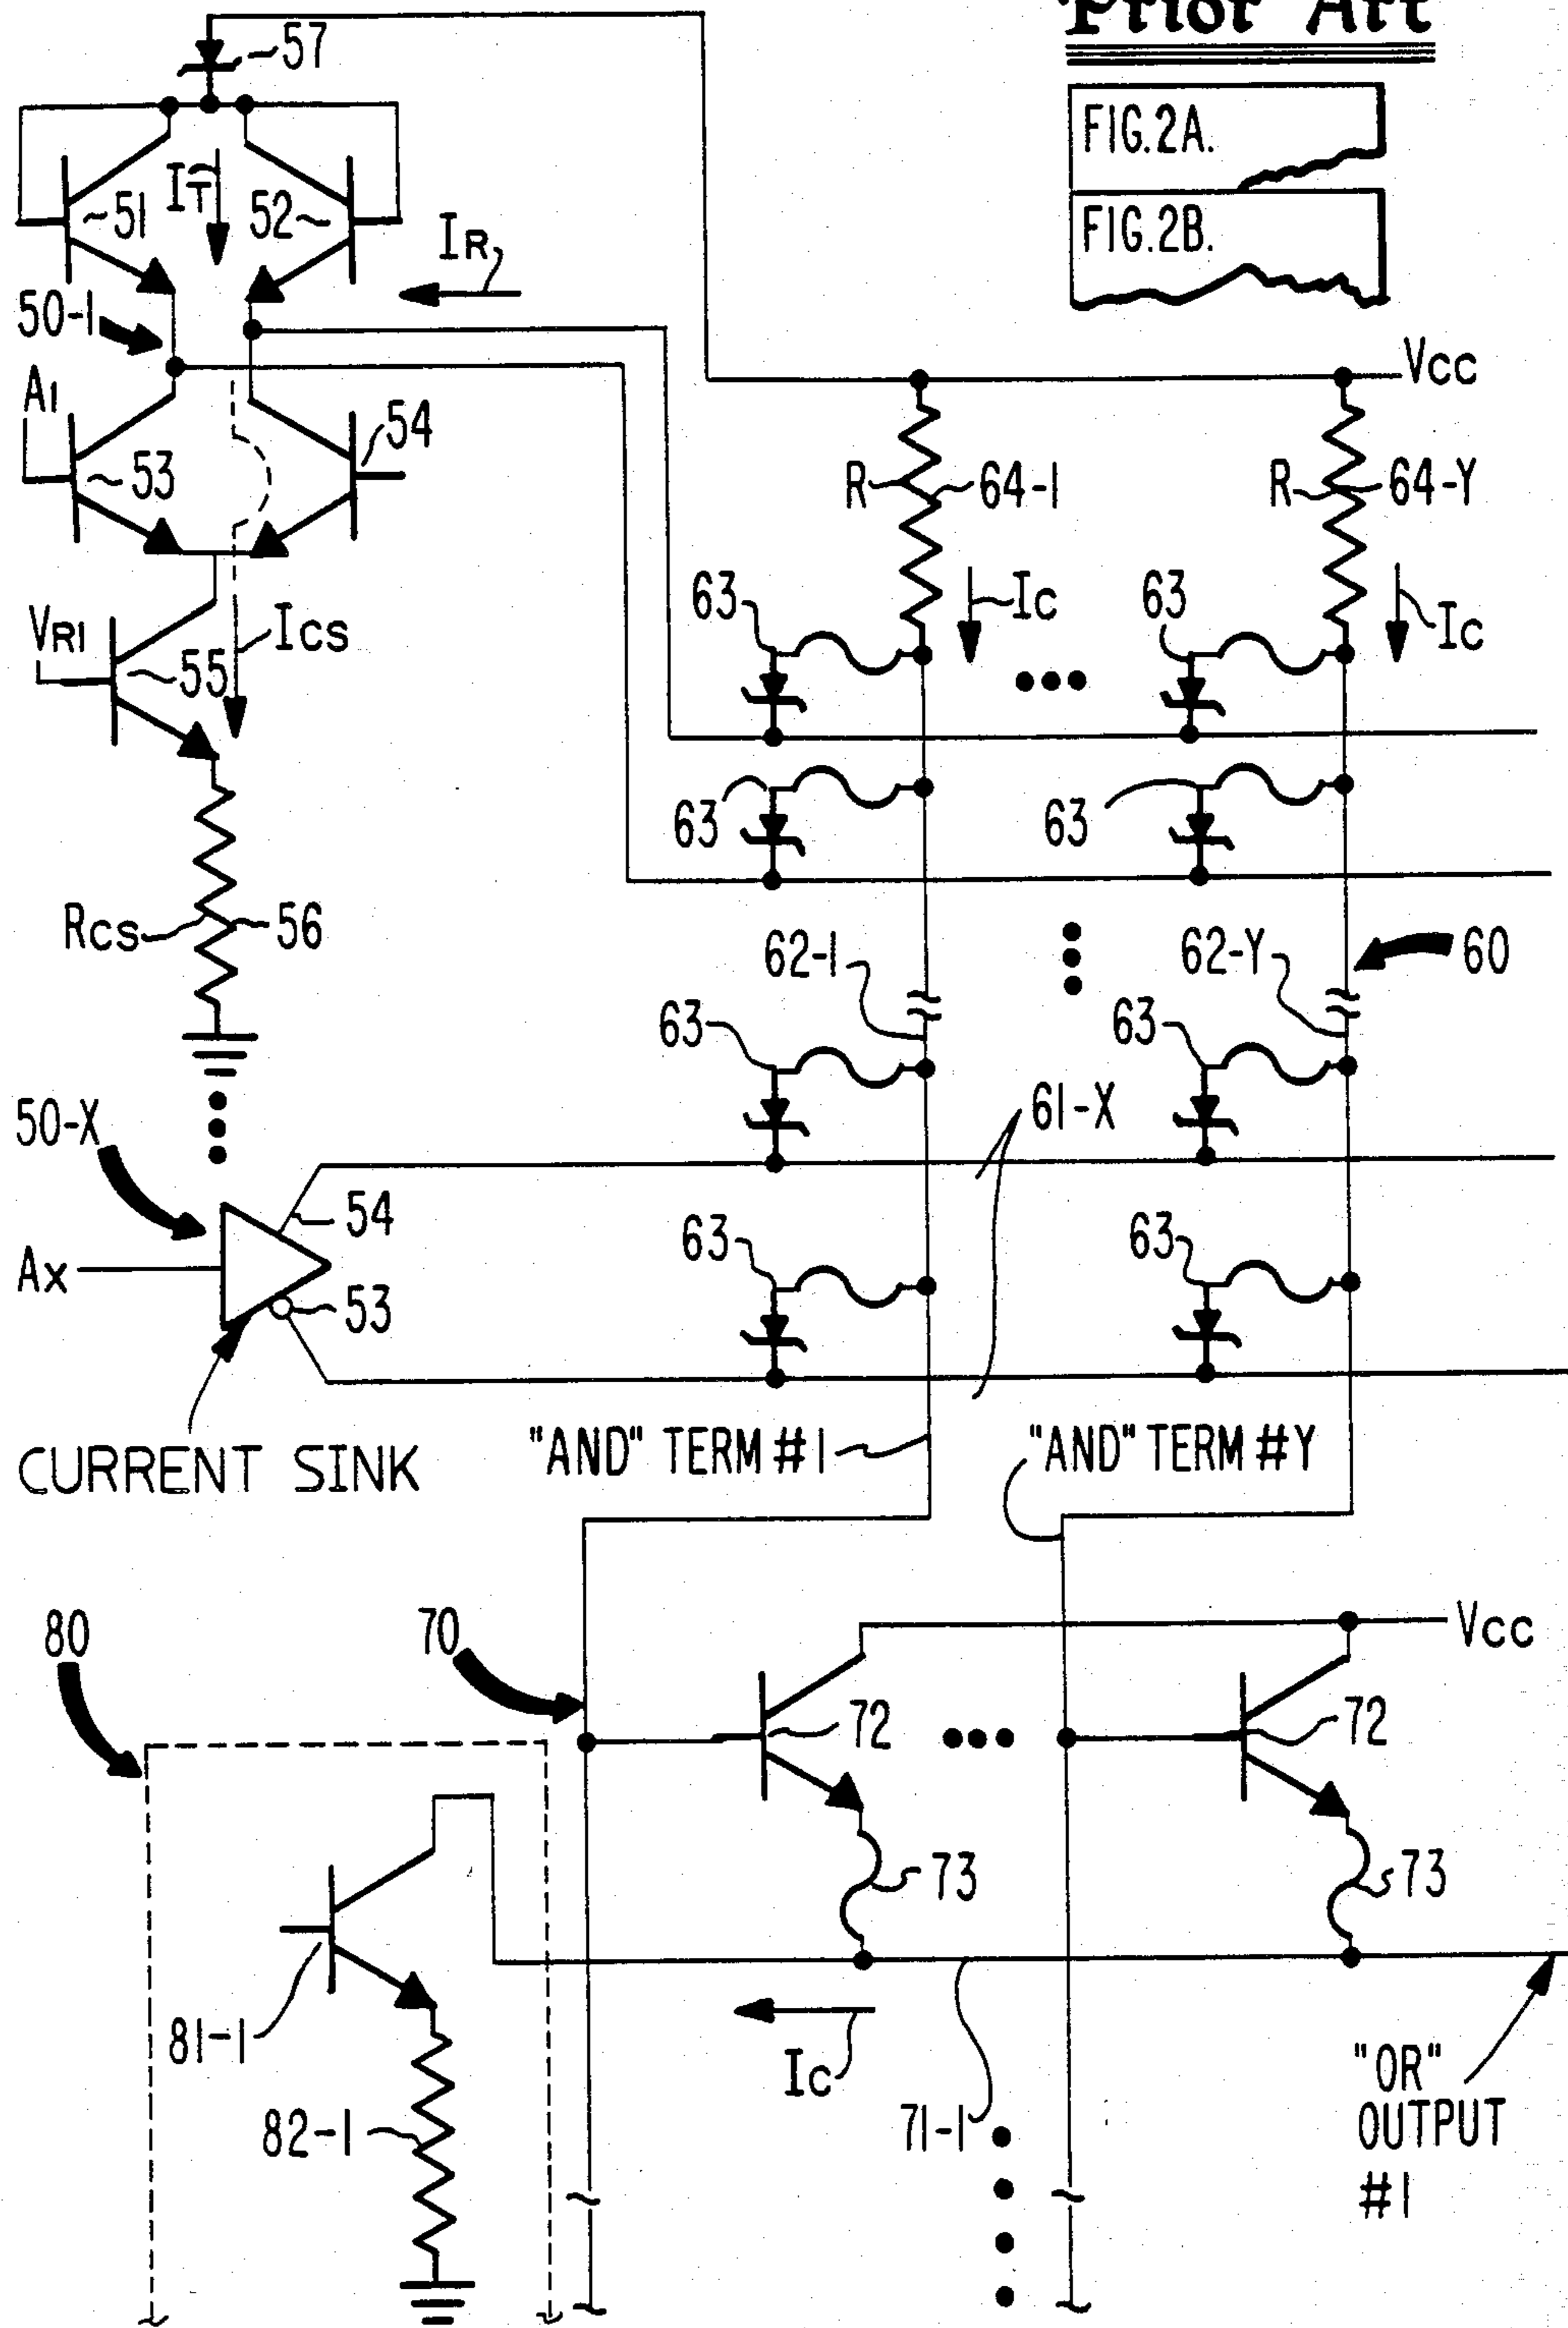 Prior Art
57
FIG.2A.
FIG.2B.
51
IT
52
IR
50-1
A1
53
54
VCC
R
64-1
R
64-Y
63
IC
63
IC
VR1
55
ICS
63
63
RCS
56
62-1
62-Y
60
63
63
50-X
61-X
54
AX
53
63
63
CURRENT SINK
"AND" TERM #1
"AND" TERM #Y
80
70
VCC
72
72
73
73
81-1
IC
82-1
71-1
"OR"
OUTPUT
#1